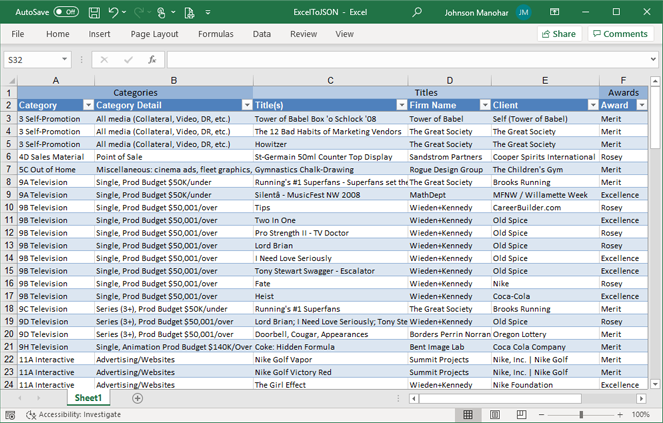 AutoSave Off ExcelToJSON - Excel Johnson Manohar JM
File Home Insert Page Layout Formulas Data Review Help Share Comments
S32 fx
A B C D E F
1 Categories Titles Awards
2 Category Category Detail Title(s) Firm Name Client Award
3 3 Self-Promotion All media (Collateral, Video, DR, etc.) Tower of Babel Box 'o Schlock '08 Tower of Babel Self (Tower of Babel) Merit
4 3 Self-Promotion All media (Collateral, Video, DR, etc.) The 12 Bad Habits of Marketing Vendors The Great Society The Great Society Merit
5 3 Self-Promotion All media (Collateral, Video, DR, etc.) Howitzer The Great Society The Great Society Merit
6 4D Sales Material Point of Sale St-Germain 50ml Counter Top Display Sandstrom Partners Cooper Spirits International Rosey
7 5C Out of Home Miscellaneous: cinema ads, fleet graphics, Gymnastics Chalk-Drawing Rogue Design Group The Children's Gym Merit
8 9A Television Single, Prod Budget $50K/under Running's #1 Superfans - Superfans set the The Great Society Brooks Running Merit
9 9A Television Single, Prod Budget $50K/under Silentâ - MusicFest NW 2008 MathDept MFNW / Willamette Week Excellence
10 9B Television Single, Prod Budget $50,001/over Tips Wieden+Kennedy CareerBuilder.com Rosey
11 9B Television Single, Prod Budget $50,001/over Two In One Wieden+Kennedy Old Spice Excellence
12 9B Television Single, Prod Budget $50,001/over Pro Strength II - TV Doctor Wieden+Kennedy Old Spice Rosey
13 9B Television Single, Prod Budget $50,001/over Lord Brian Wieden+Kennedy Old Spice Rosey
14 9B Television Single, Prod Budget $50,001/over I Need Love Seriously Wieden+Kennedy Old Spice Excellence
15 9B Television Single, Prod Budget $50,001/over Tony Stewart Swagger - Escalator Wieden+Kennedy Old Spice Excellence
16 9B Television Single, Prod Budget $50,001/over Fate Wieden+Kennedy Nike Rosey
17 9B Television Single, Prod Budget $50,001/over Heist Wieden+Kennedy Coca-Cola Excellence
18 9C Television Series (3+), Prod Budget $50K/under Running's #1 Superfans The Great Society Brooks Running Merit
19 9D Television Series (3+), Prod Budget $50,001/over Lord Brian; I Need Love Seriously; Tony Ste Wieden+Kennedy Old Spice Rosey
20 9D Television Series (3+), Prod Budget $50,001/over Doorbell, Cougar, Appearances Borders Perrin Norran Oregon Lottery Merit
21 9H Television Single, Animation Prod Budget $140K/Over Coke: Hidden Formula Bent Image Lab Coca Cola Company Merit
22 11A Interactive Advertising/Websites Nike Golf Vapor Summit Projects Nike, Inc. | Nike Golf Merit
23 11A Interactive Advertising/Websites Nike Golf Victory Red Summit Projects Nike, Inc. | Nike Golf Merit
24 11A Interactive Advertising/Websites The Girl Effect Wieden+Kennedy Nike Foundation Excellence
Sheet1
Accessibility: Investigate 100%